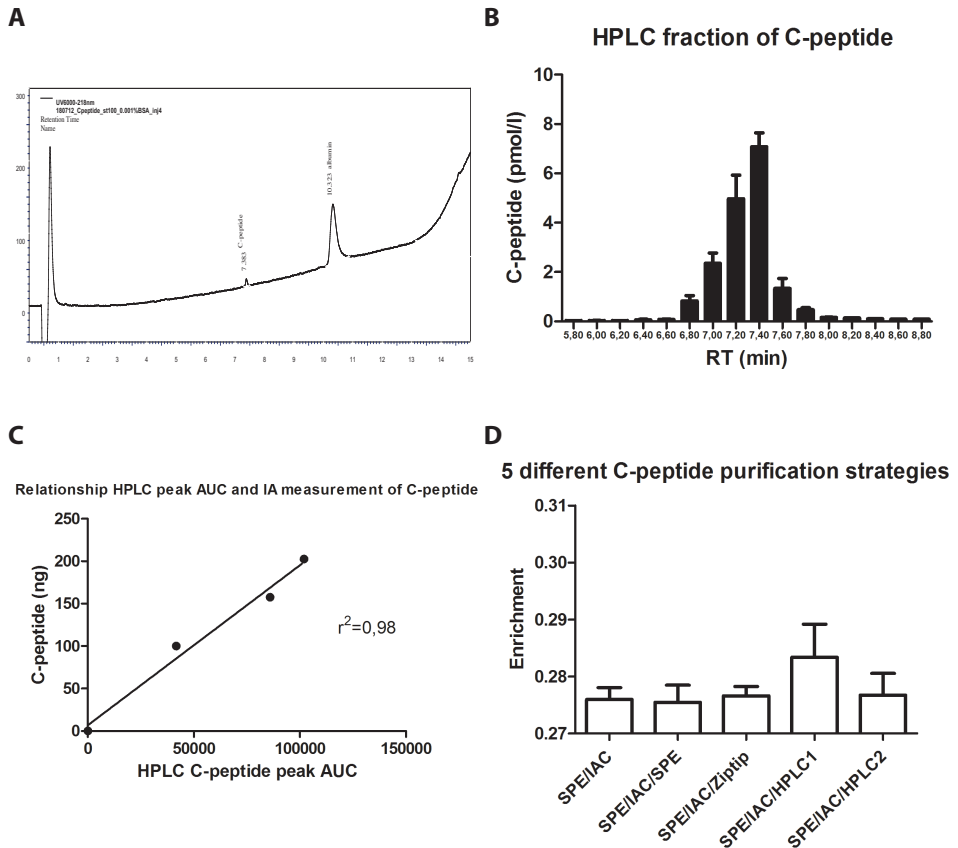 A
300
200
100
0
UV6000-218nm
180712_Cpeptide_st100_0.001%BSA_inj4
Retention Time
Name
7.383 C-peptide
10.323 albumin
0 1 2 3 4 5 6 7 8 9 10 11 12 13 14 15
B
HPLC fraction of C-peptide
C-peptide (pmol/l)
10
8
6
4
2
0
5,80 6,00 6,20 6,40 6,60 6,80 7,00 7,20 7,40 7,60 7,80 8,00 8,20 8,40 8,60 8,80
RT (min)
C
Relationship HPLC peak AUC and IA measurement of C-peptide
C-peptide (ng)
250
200
150
100
50
0
r²=0,98
0 50000 100000 150000
HPLC C-peptide peak AUC
D
5 different C-peptide purification strategies
Enrichment
0.31
0.30
0.29
0.28
0.27
SPE/IAC
SPE/IAC/SPE
SPE/IAC/Ziptip
SPE/IAC/HPLC1
SPE/IAC/HPLC2